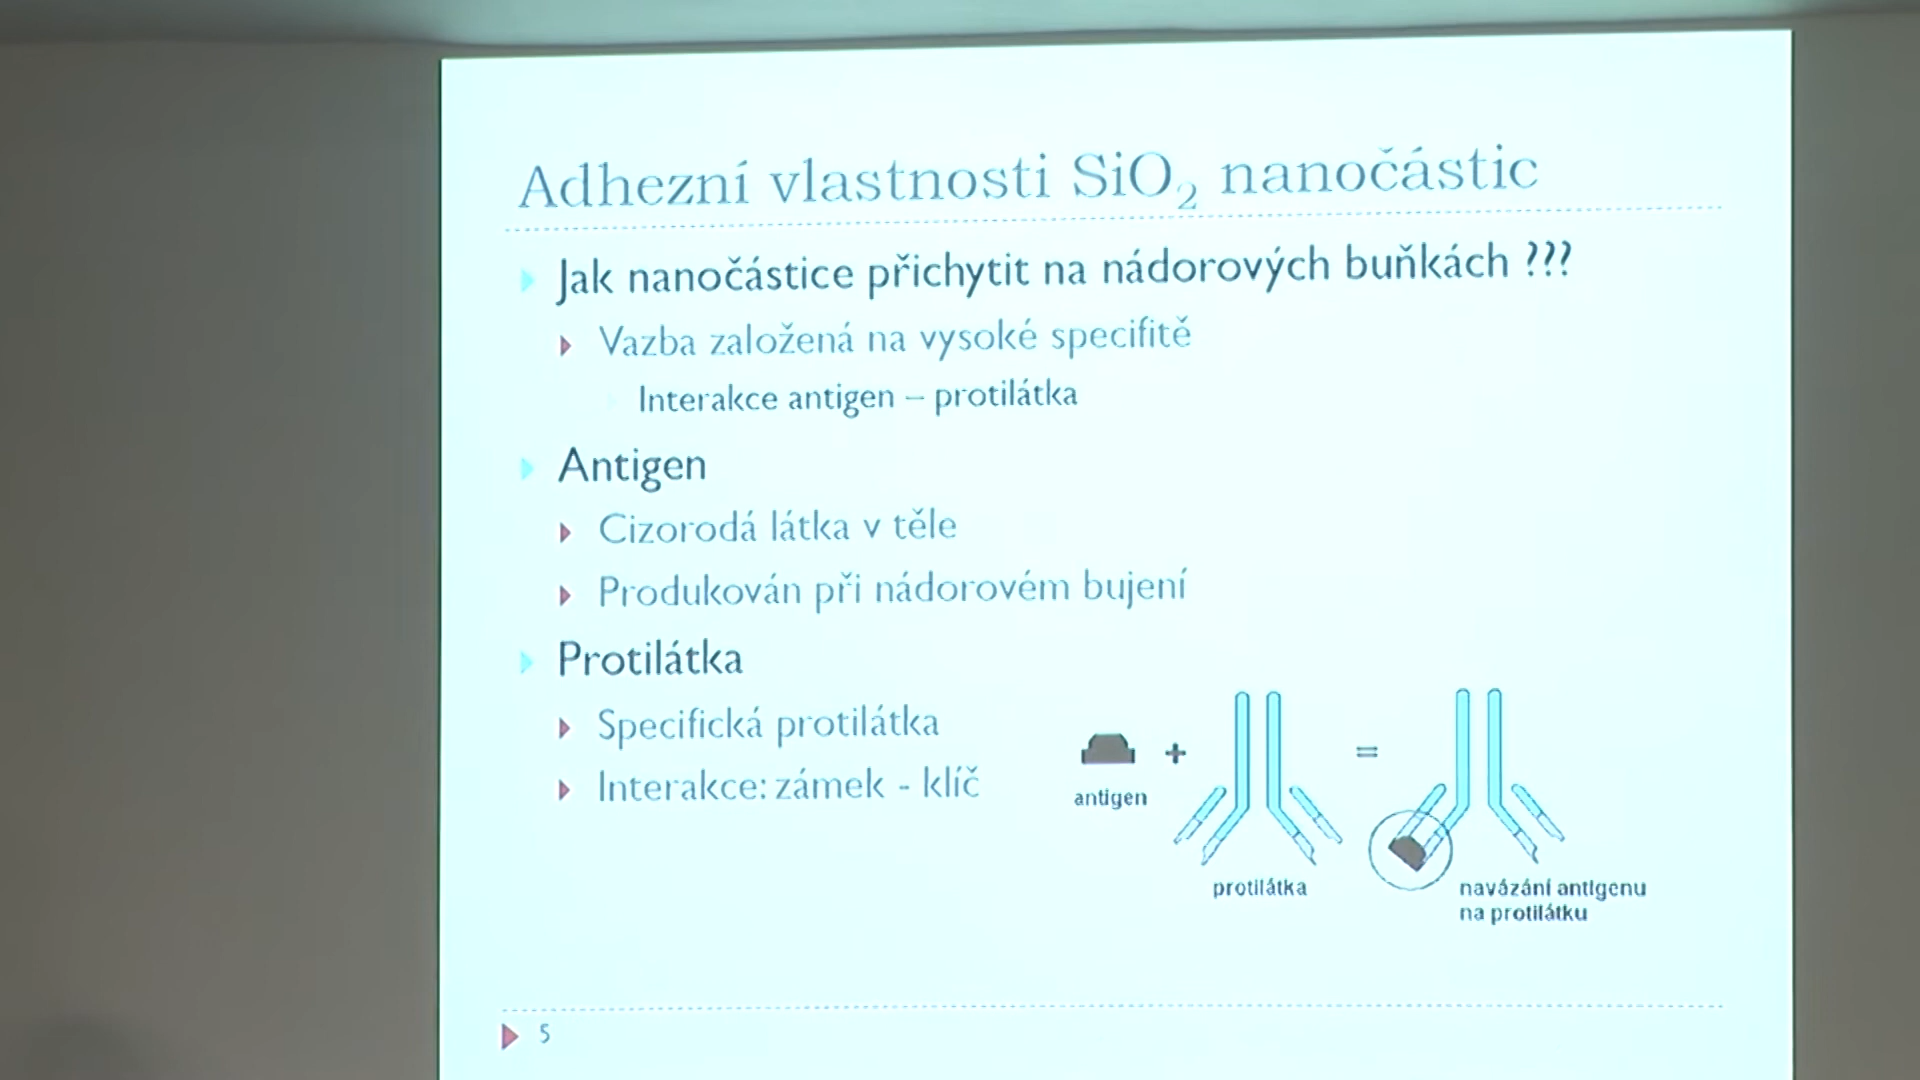 Adhezní vlastnosti SiO₂ nanočástic
Jak nanočástice přichytit na nádorových buňkách ???
Vazba založená na vysoké specifitě
Interakce antigen – protilátka
Antigen
Cizorodá látka v těle
Produkován při nádorovém bujení
Protilátka
Specifická protilátka
Interakce: zámek - klíč
+
=
antigen
protilátka
navázání antigenu
na protilátku
5